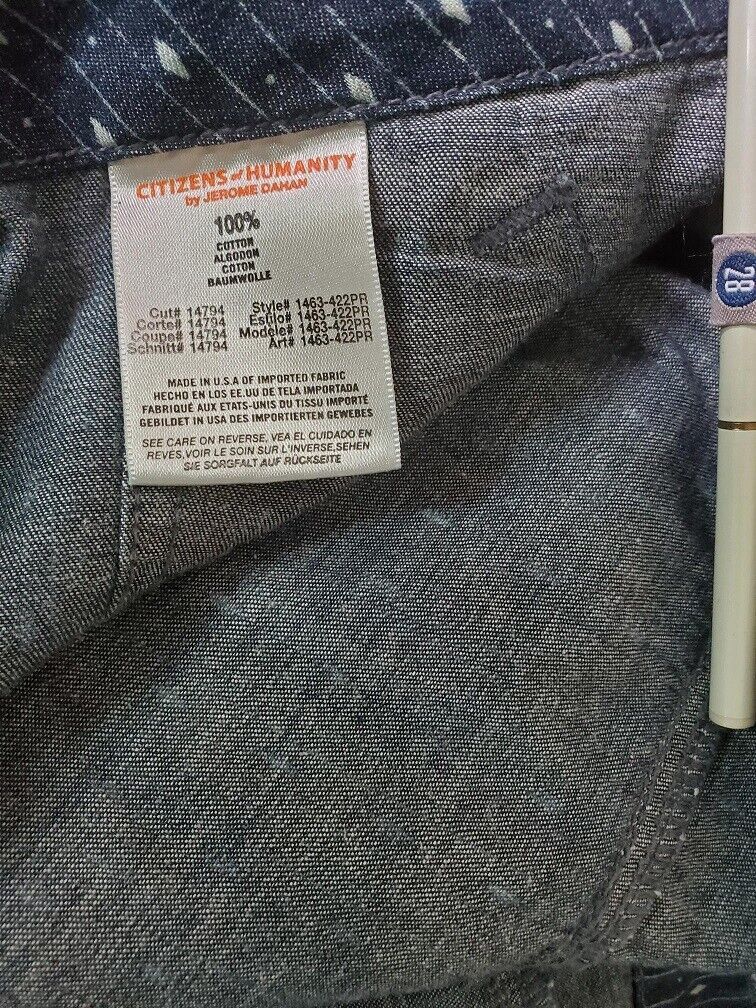 CITIZENS of HUMANITY
by JEROME DAHAN
100%
COTTON
ALGODON
COTON
BAUMWOLLE
Cut# 14794 Style# 1463-422PR
Corte# 14794 Estilo# 1463-422PR
Coupe# 14794 Modele# 1463-422PR
Schnitt# 14794 Art# 1463-422PR
MADE IN U.S.A OF IMPORTED FABRIC
HECHO EN LOS EE.UU DE TELA IMPORTADA
FABRIQUÉ AUX ETATS-UNIS DU TISSU IMPORTÉ
GEBILDET IN USA DES IMPORTIERTEN GEWEBES
SEE CARE ON REVERSE, VEA EL CUIDADO EN
REVES,VOIR LE SOIN SUR L'INVERSE,SEHEN
SIE SORGFALT AUF RÜCKSEITE
28